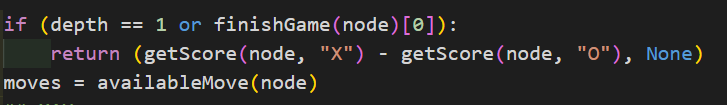 if (depth == 1 or finishGame(node)[0]):
    return (getScore(node, "X") - getScore(node, "O"), None)
moves = availableMove(node)